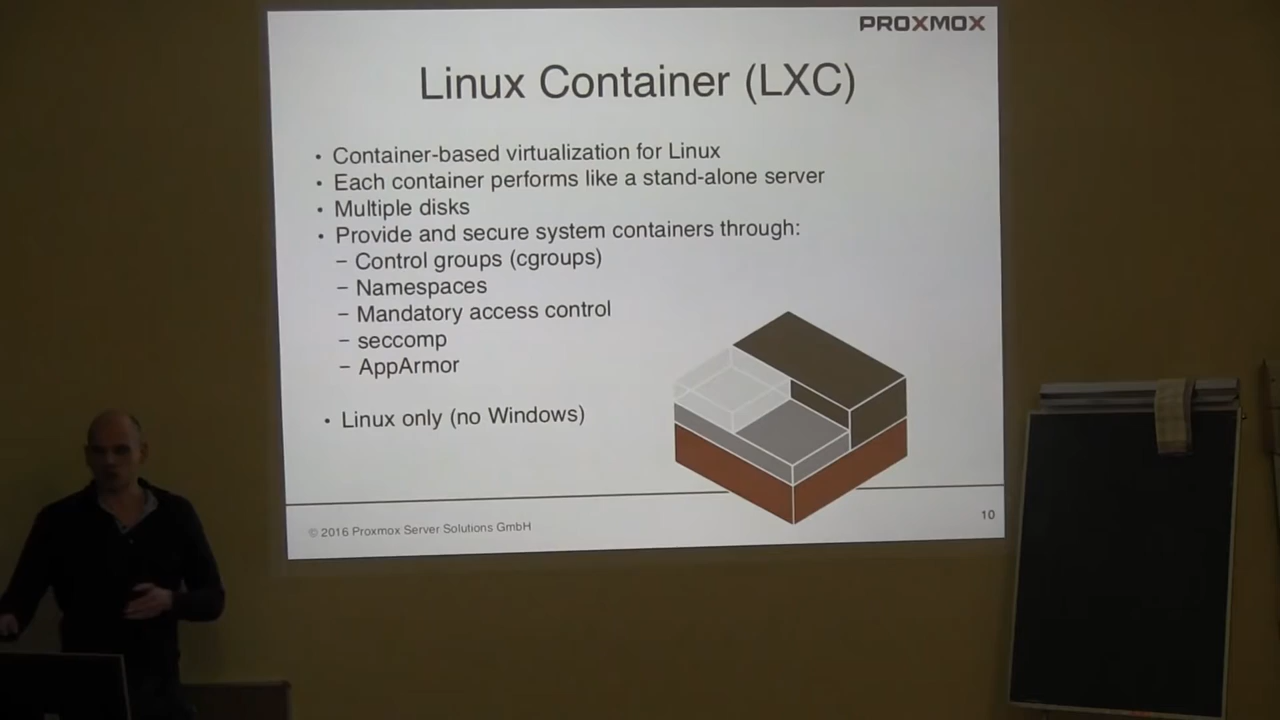 PROXMOX
Linux Container (LXC)
• Container-based virtualization for Linux
• Each container performs like a stand-alone server
• Multiple disks
• Provide and secure system containers through:
– Control groups (cgroups)
– Namespaces
– Mandatory access control
– seccomp
– AppArmor
• Linux only (no Windows)
© 2016 Proxmox Server Solutions GmbH
10